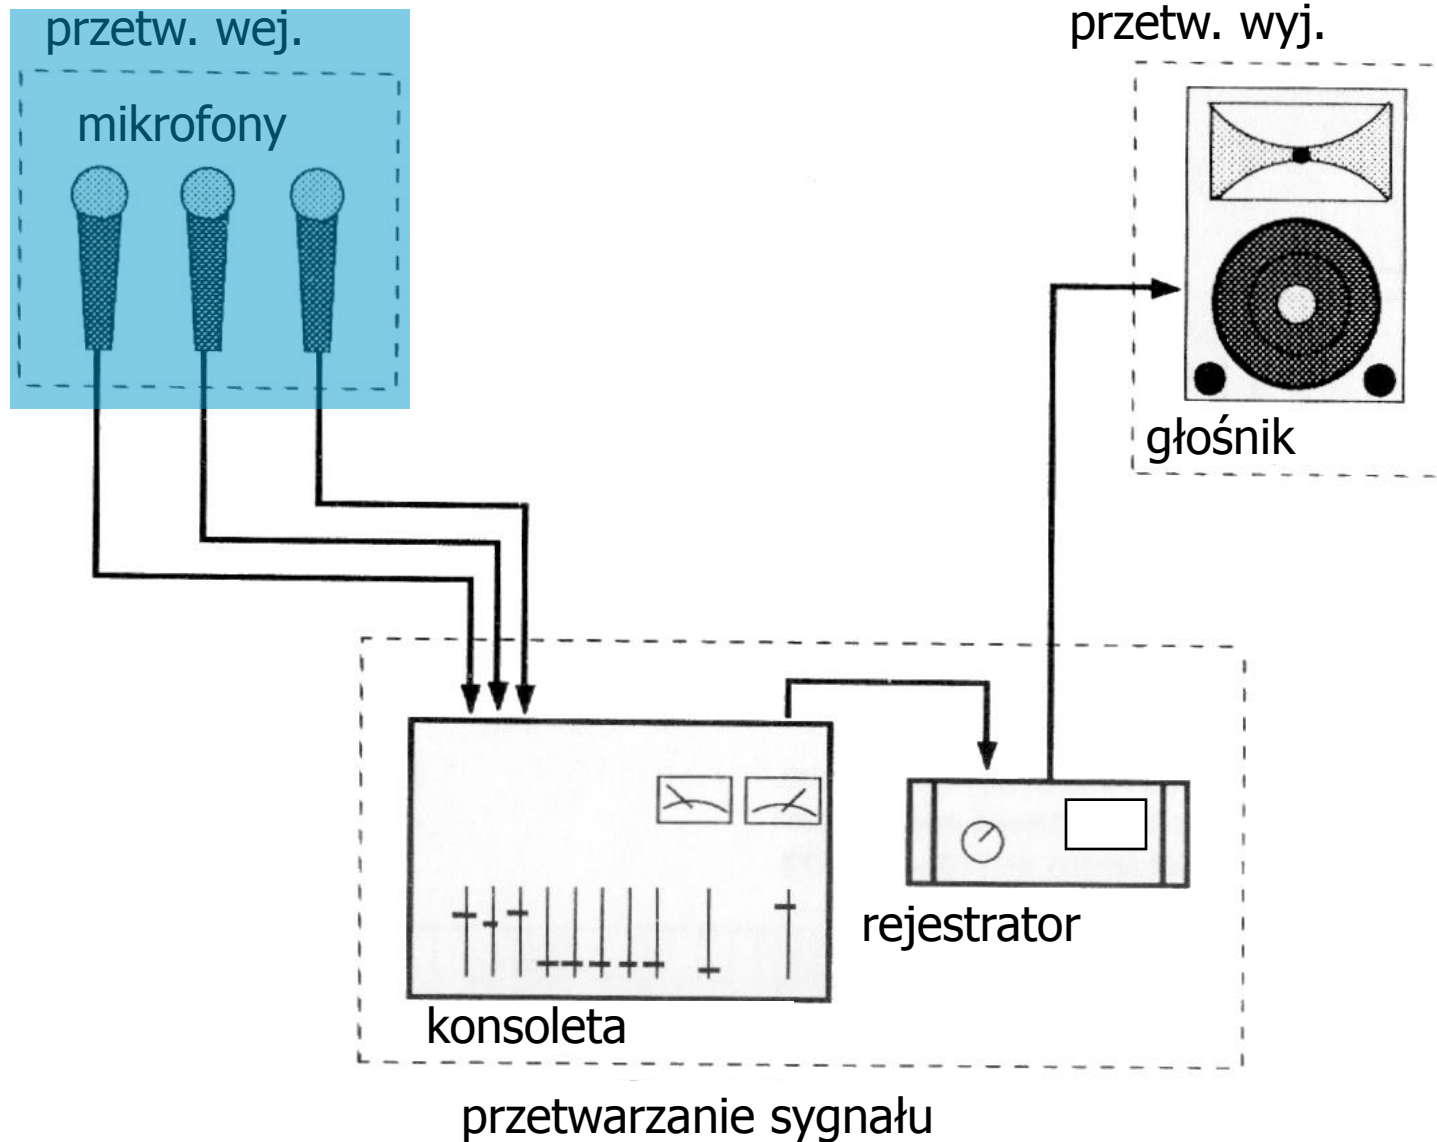 przetw. wej.
przetw. wyj.
mikrofony
głośnik
rejestrator
konsoleta
przetwarzanie sygnału